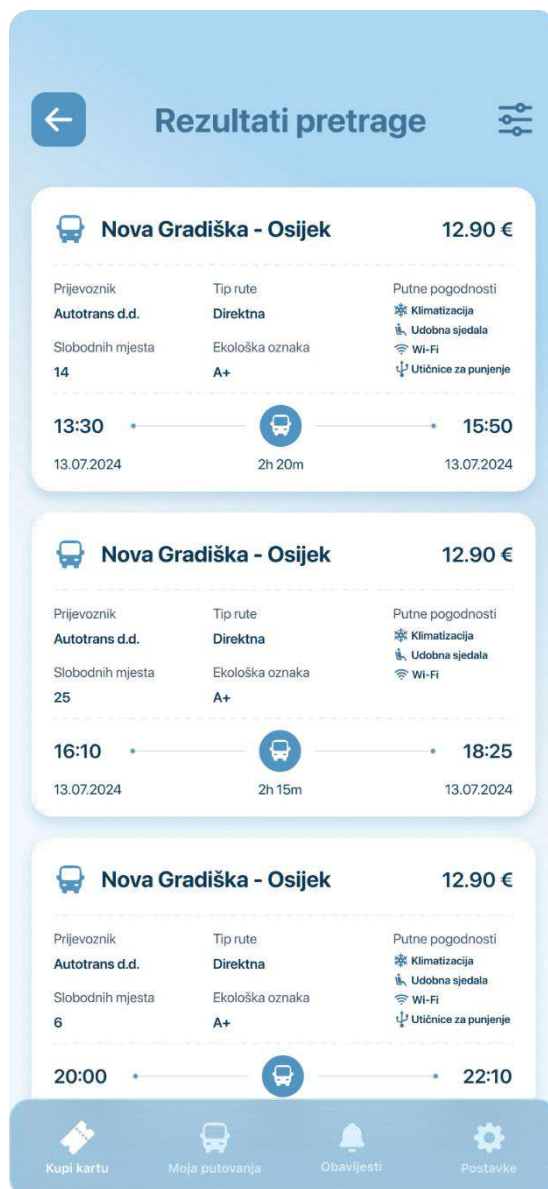 Rezultati pretrage
Nova Gradiška - Osijek 12.90 €
Prijevoznik Tip rute Putne pogodnosti
Autotrans d.d. Direktna Klimatizacija
Udobna sjedala
Slobodnih mjesta Ekološka oznaka Wi-Fi
14 A+ Utičnice za punjenje
13:30 15:50
13.07.2024 2h 20m 13.07.2024
Nova Gradiška - Osijek 12.90 €
Prijevoznik Tip rute Putne pogodnosti
Autotrans d.d. Direktna Klimatizacija
Udobna sjedala
Slobodnih mjesta Ekološka oznaka Wi-Fi
25 A+
16:10 18:25
13.07.2024 2h 15m 13.07.2024
Nova Gradiška - Osijek 12.90 €
Prijevoznik Tip rute Putne pogodnosti
Autotrans d.d. Direktna Klimatizacija
Udobna sjedala
Slobodnih mjesta Ekološka oznaka Wi-Fi
6 A+ Utičnice za punjenje
20:00 22:10
Kupi kartu Moja putovanja Obavijesti Postavke